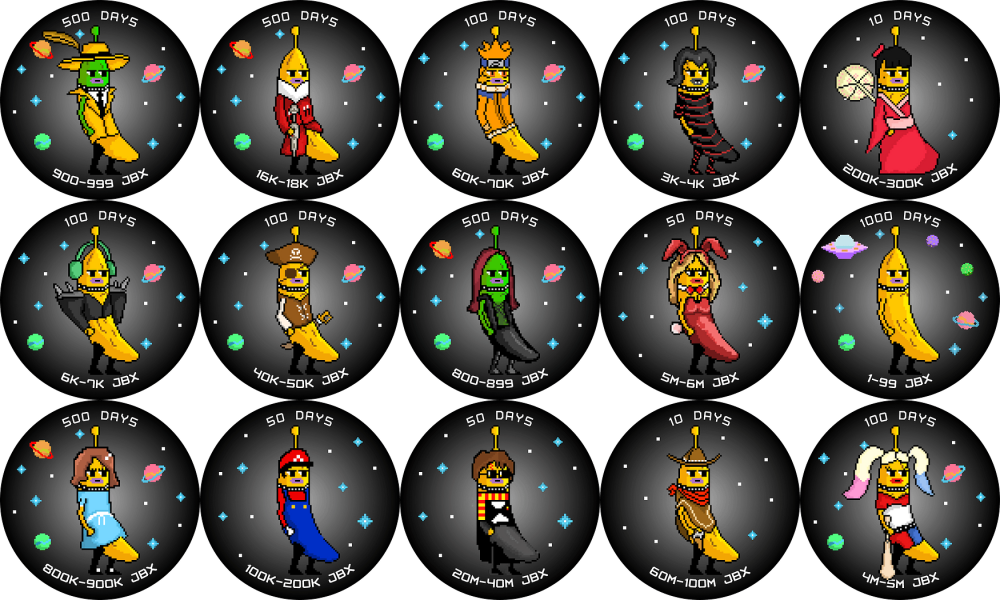 500 DAYS
900-999 JBX
500 DAYS
16K-18K JBX
100 DAYS
60K-70K JBX
100 DAYS
3K-4K JBX
10 DAYS
200K-300K JBX
100 DAYS
6K-7K JBX
100 DAYS
40K-50K JBX
500 DAYS
800-899 JBX
50 DAYS
5M-6M JBX
1000 DAYS
1-99 JBX
500 DAYS
800K-900K JBX
50 DAYS
100K-200K JBX
50 DAYS
20M-40M JBX
10 DAYS
60M-100M JBX
100 DAYS
4M-5M JBX